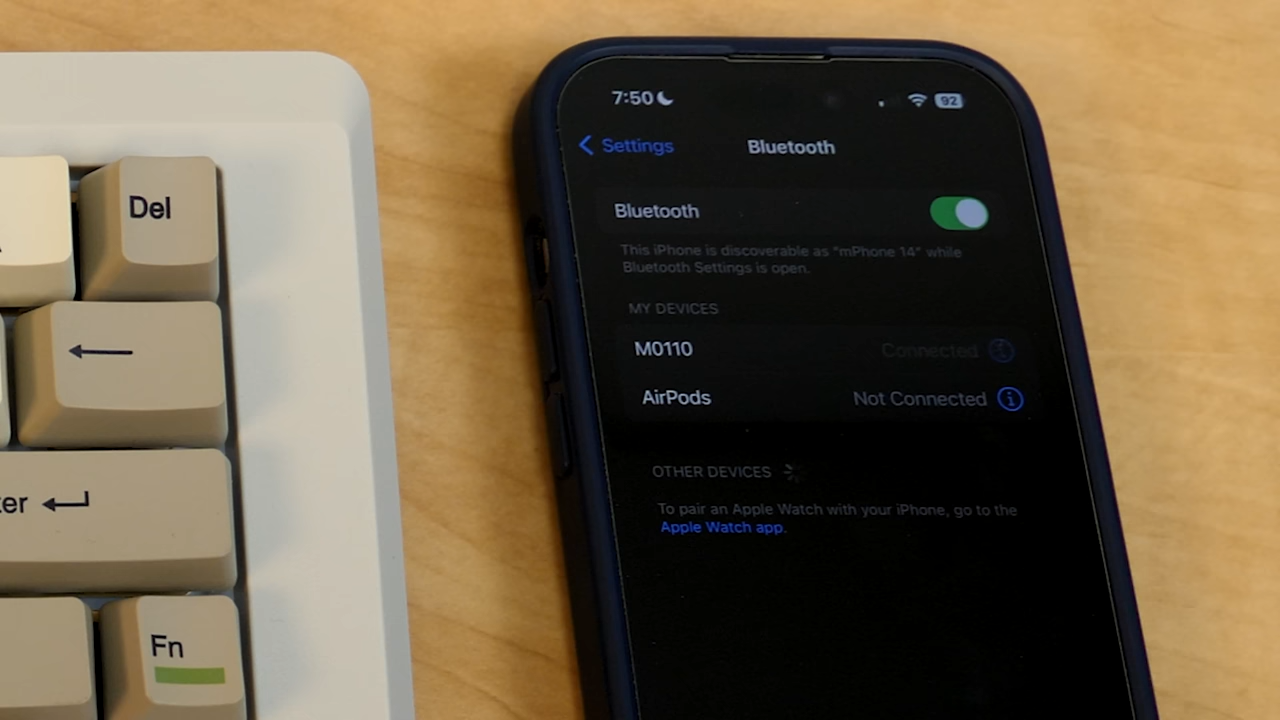 7:50
92
Settings
Bluetooth
Bluetooth
This iPhone is discoverable as "mPhone 14" while
Bluetooth Settings is open.
MY DEVICES
M0110 Connected
AirPods Not Connected
OTHER DEVICES
To pair an Apple Watch with your iPhone, go to the
Apple Watch app.
Del
←
er ↵
Fn